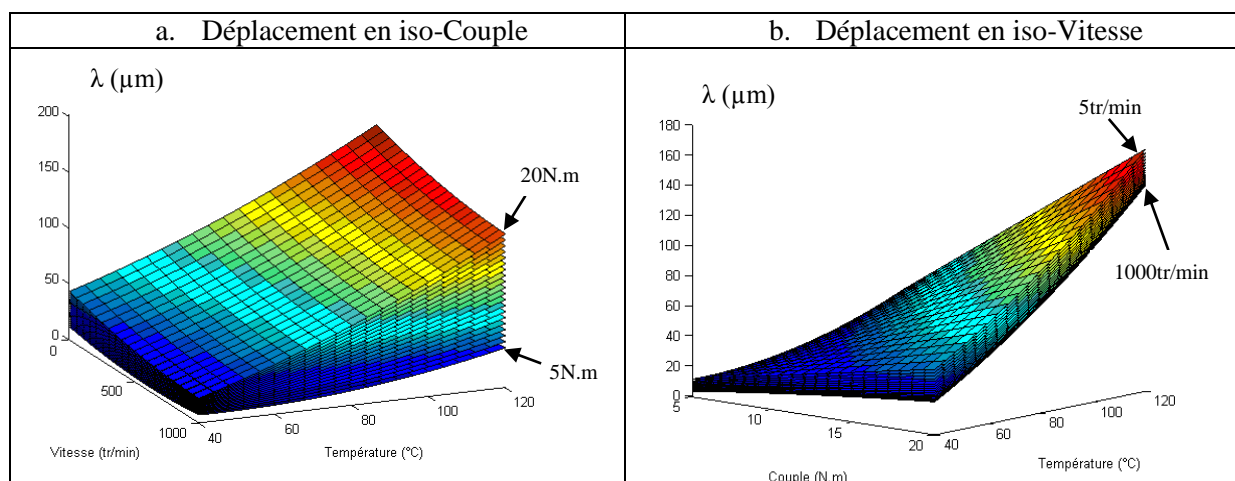 a. Déplacement en iso-Couple
b. Déplacement en iso-Vitesse
λ (µm)
200
150
100
50
0
0
500
1000
40
60
80
100
120
Vitesse (tr/min)
Température (°C)
20N.m
5N.m
λ (µm)
180
160
140
120
100
80
60
40
20
0
5
10
15
20
40
60
80
100
120
Couple (N.m)
Température (°C)
5tr/min
1000tr/min